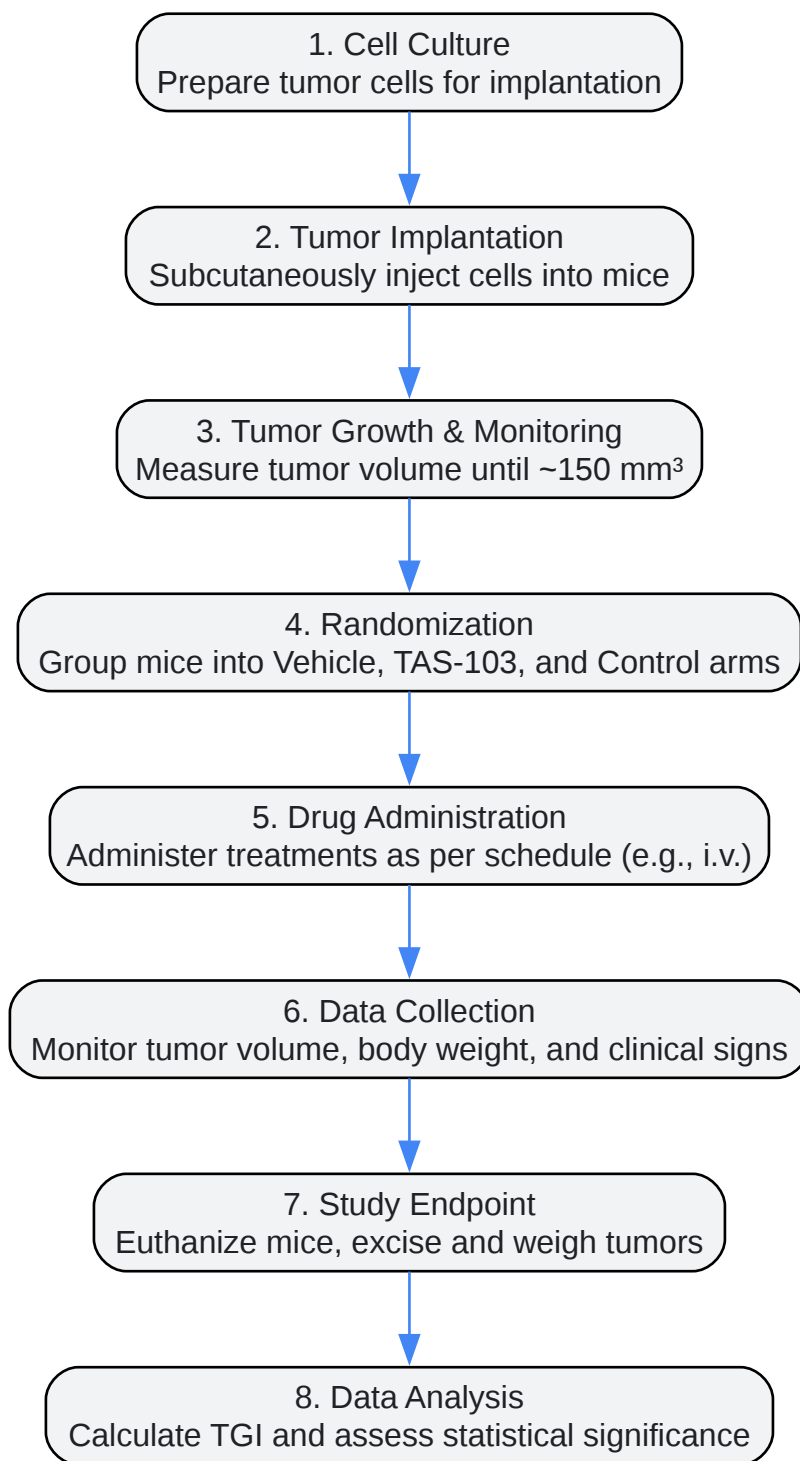 1. Cell Culture
Prepare tumor cells for implantation
2. Tumor Implantation
Subcutaneously inject cells into mice
3. Tumor Growth & Monitoring
Measure tumor volume until ~150 mm³
4. Randomization
Group mice into Vehicle, TAS-103, and Control arms
5. Drug Administration
Administer treatments as per schedule (e.g., i.v.)
6. Data Collection
Monitor tumor volume, body weight, and clinical signs
7. Study Endpoint
Euthanize mice, excise and weigh tumors
8. Data Analysis
Calculate TGI and assess statistical significance